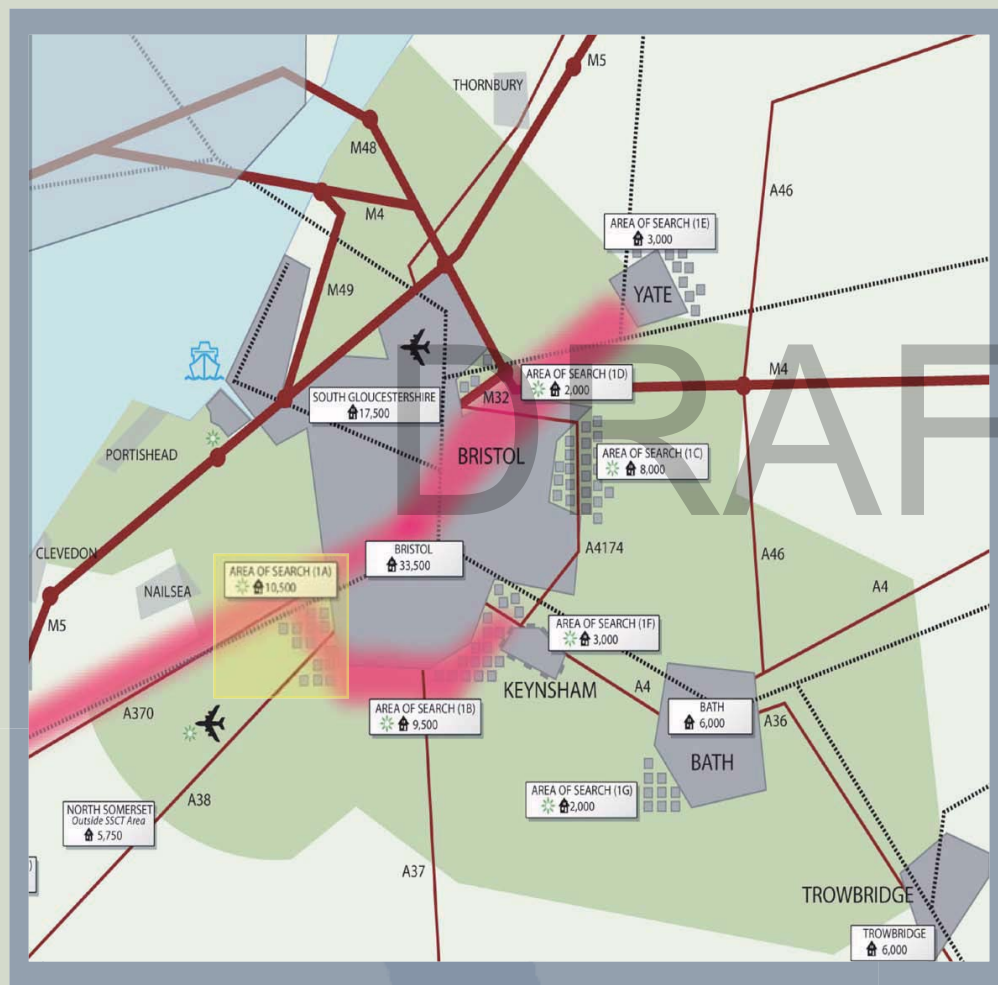 M5
THORNBURY
M48
A46
M4
AREA OF SEARCH (1E)
3,000
M49
YATE
M4
AREA OF SEARCH (1D)
2,000
SOUTH GLOUCESTERSHIRE
17,500
M32
DRAF
PORTISHEAD
BRISTOL
AREA OF SEARCH (1C)
8,000
CLEVEDON
BRISTOL
33,500
A4174
A46
AREA OF SEARCH (1A)
10,500
NAILSEA
A4
M5
AREA OF SEARCH (1F)
3,000
KEYNSHAM
A4
A370
AREA OF SEARCH (1B)
9,500
BATH
6,000
A36
BATH
A38
AREA OF SEARCH (1G)
2,000
NORTH SOMERSET
Outside SSCT Area
5,750
A37
TROWBRIDGE
TROWBRIDGE
6,000